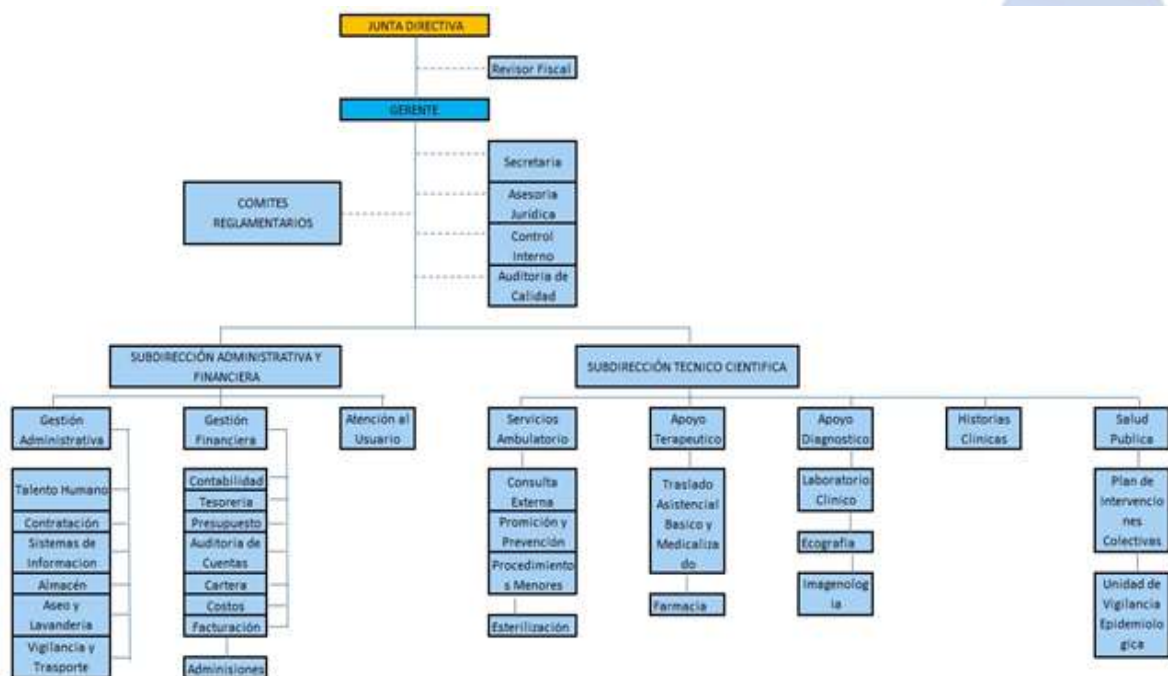 JUNTA DIRECTIVA
Revisor Fiscal
GERENTE
Secretaria
COMITES
REGLAMENTARIOS
Asesoria
Jurídica
Control
Interno
Auditoria de
Calidad
SUBDIRECCIÓN ADMINISTRATIVA Y
FINANCIERA
SUBDIRECCIÓN TECNICO CIENTIFICA
Gestión
Administrativa
Gestión
Financiera
Atención al
Usuario
Servicios
Ambulatorio
Apoyo
Terapeutico
Apoyo
Diagnostico
Historias
Clinicas
Salud
Publica
Talento Humano
Contratación
Sistemas de
Informacion
Almacén
Aseo y
Lavanderia
Vigilancia y
Trasporte
Contabilidad
Tesoreria
Presupuesto
Auditoria de
Cuentas
Cartera
Costos
Facturación
Adminisiones
Consulta
Externa
Promición y
Prevención
Procedimiento
s Menores
Esterilización
Traslado
Asistencial
Basico y
Medicaliza
do
Farmacia
Laboratorio
Clinico
Ecografia
Imagenolog
ia
Plan de
Intervencio
nes
Colectivas
Unidad de
Vigilancia
Epidemiolo
gica